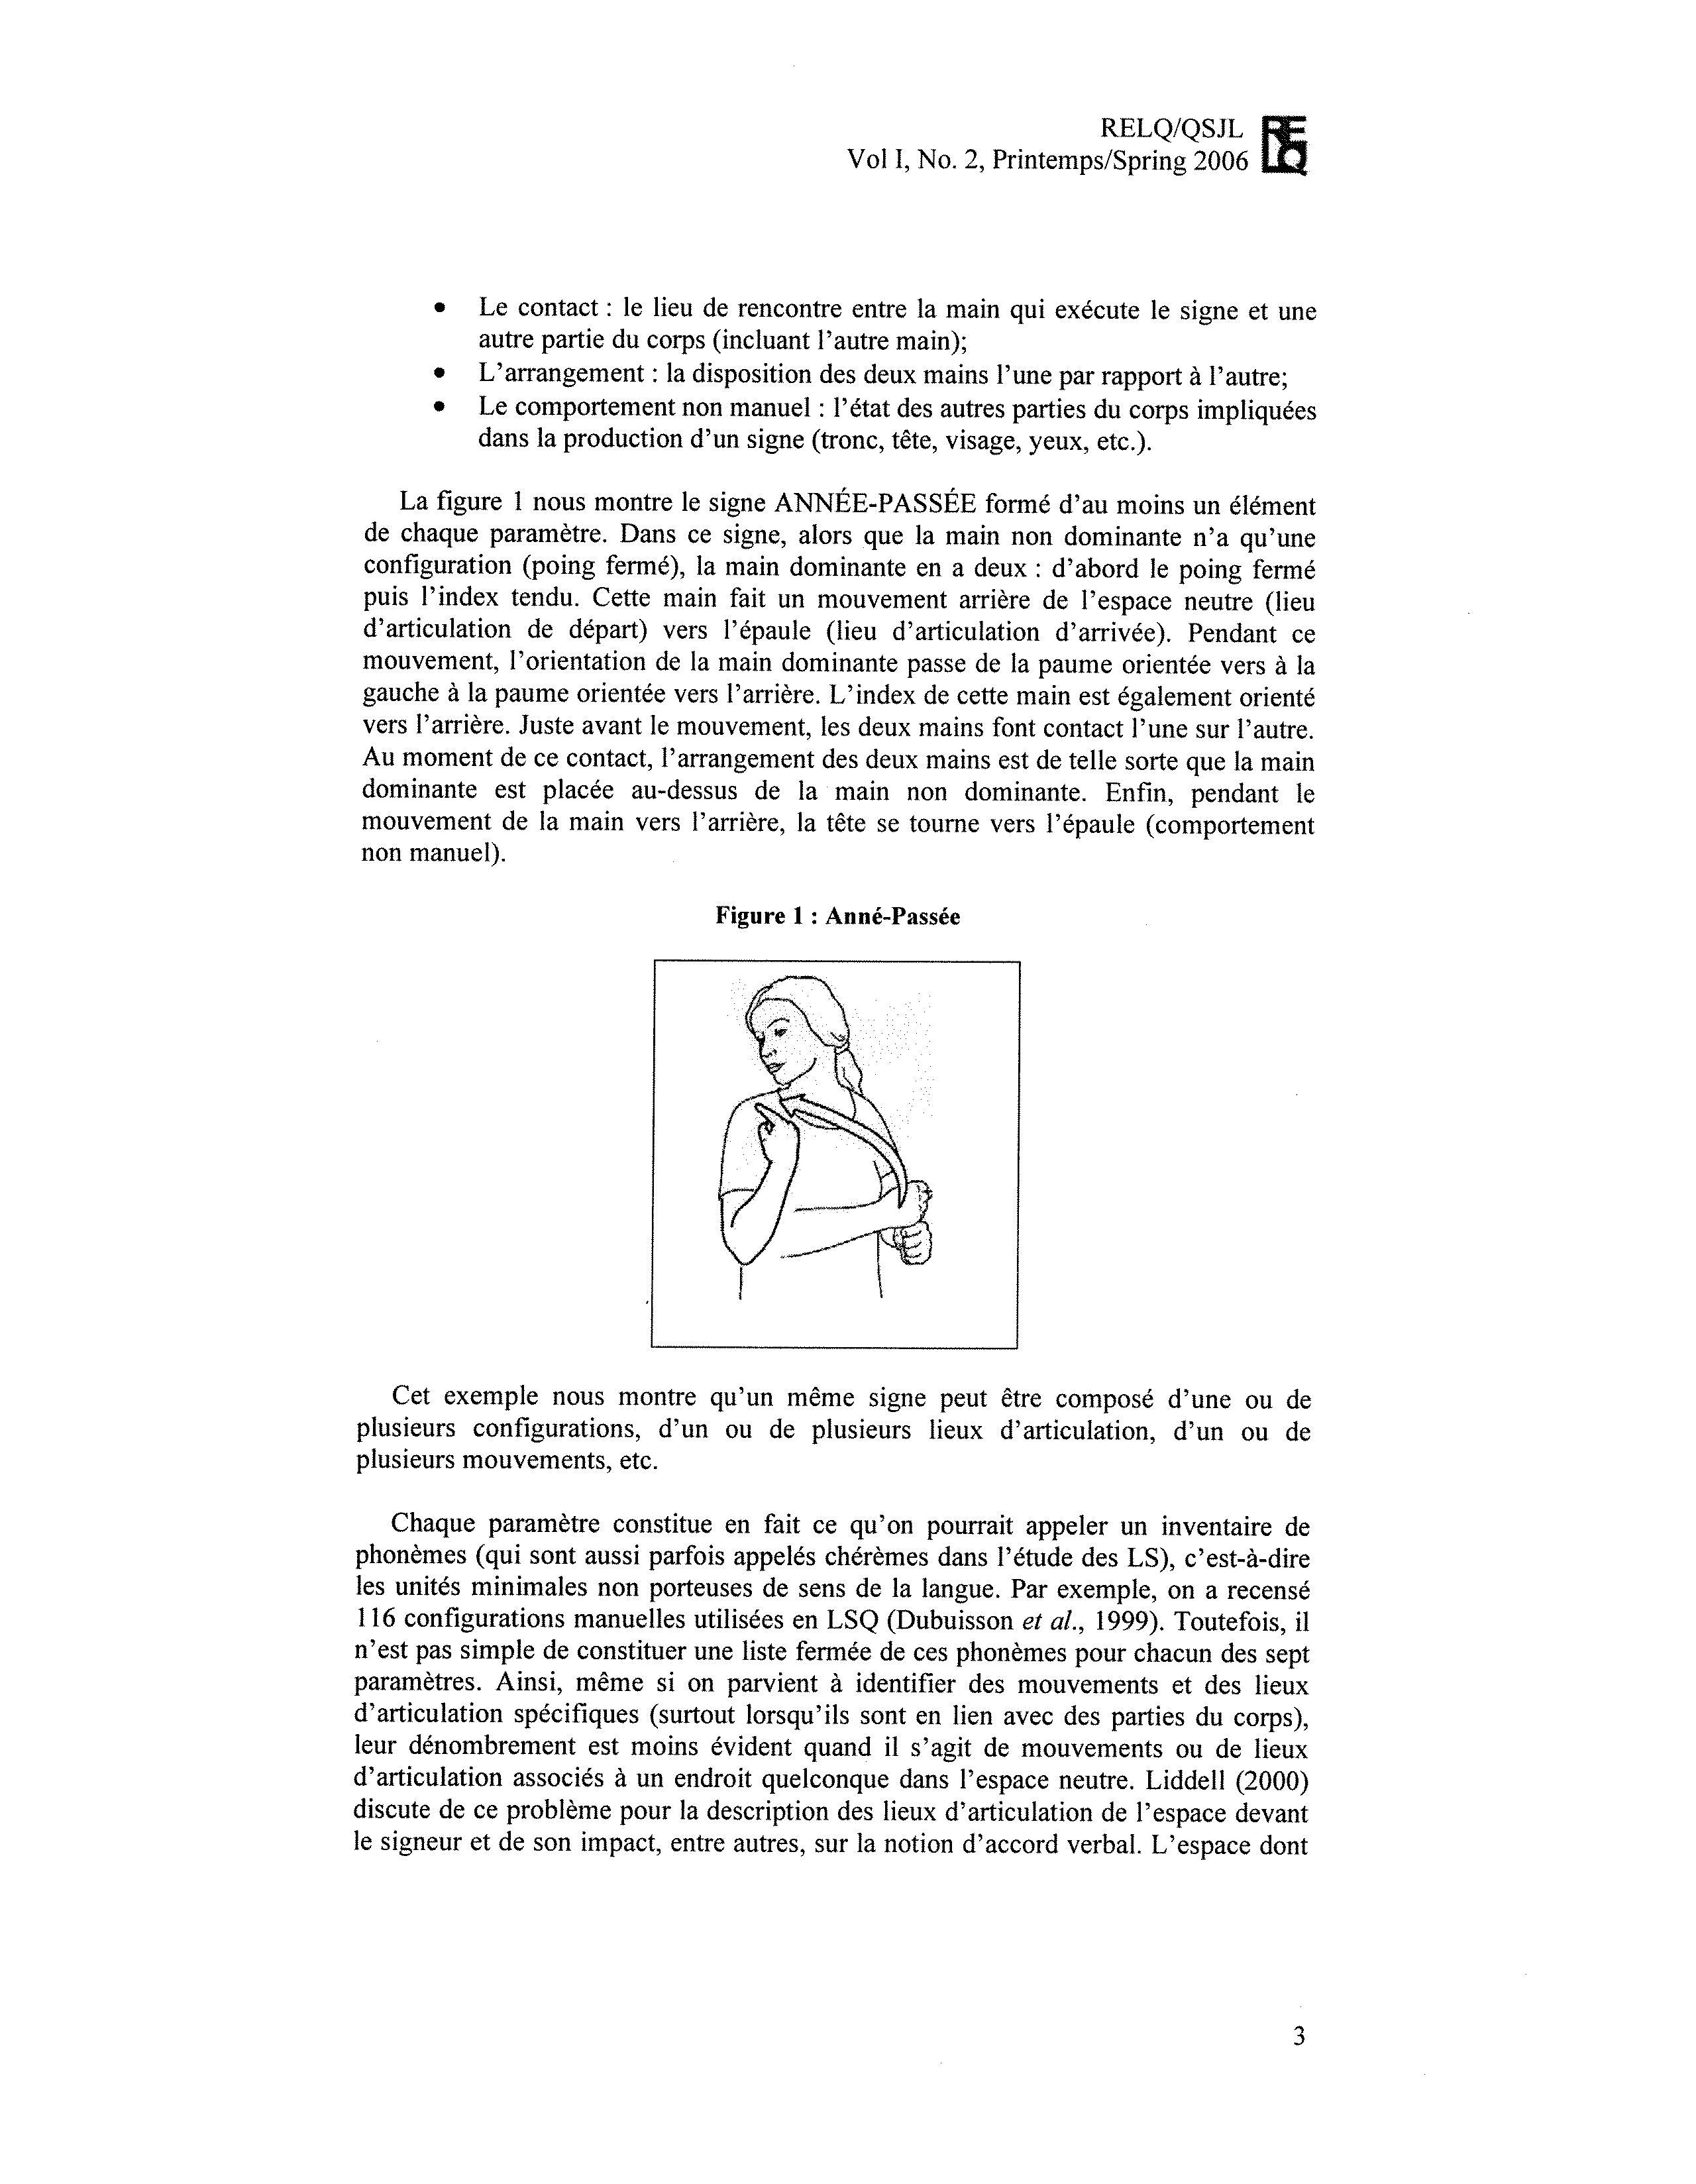 RELQ/QSJL
Vol I, No. 2, Printemps/Spring 2006
RELQ
• Le contact : le lieu de rencontre entre la main qui exécute le signe et une
autre partie du corps (incluant l'autre main);
• L'arrangement : la disposition des deux mains l'une par rapport à l'autre;
• Le comportement non manuel : l'état des autres parties du corps impliquées
dans la production d'un signe (tronc, tête, visage, yeux, etc.).
La figure 1 nous montre le signe ANNÉE-PASSÉE formé d'au moins un élément
de chaque paramètre. Dans ce signe, alors que la main non dominante n'a qu'une
configuration (poing fermé), la main dominante en a deux : d'abord le poing fermé
puis l'index tendu. Cette main fait un mouvement arrière de l'espace neutre (lieu
d'articulation de départ) vers l'épaule (lieu d'articulation d'arrivée). Pendant ce
mouvement, l'orientation de la main dominante passe de la paume orientée vers à la
gauche à la paume orientée vers l'arrière. L'index de cette main est également orienté
vers l'arrière. Juste avant le mouvement, les deux mains font contact l'une sur l'autre.
Au moment de ce contact, l'arrangement des deux mains est de telle sorte que la main
dominante est placée au-dessus de la main non dominante. Enfin, pendant le
mouvement de la main vers l'arrière, la tête se tourne vers l'épaule (comportement
non manuel).
Figure 1 : Anné-Passée
Cet exemple nous montre qu'un même signe peut être composé d'une ou de
plusieurs configurations, d'un ou de plusieurs lieux d'articulation, d'un ou de
plusieurs mouvements, etc.
Chaque paramètre constitue en fait ce qu'on pourrait appeler un inventaire de
phonèmes (qui sont aussi parfois appelés chérèmes dans l'étude des LS), c'est-à-dire
les unités minimales non porteuses de sens de la langue. Par exemple, on a recensé
116 configurations manuelles utilisées en LSQ (Dubuisson et al., 1999). Toutefois, il
n'est pas simple de constituer une liste fermée de ces phonèmes pour chacun des sept
paramètres. Ainsi, même si on parvient à identifier des mouvements et des lieux
d'articulation spécifiques (surtout lorsqu'ils sont en lien avec des parties du corps),
leur dénombrement est moins évident quand il s'agit de mouvements ou de lieux
d'articulation associés à un endroit quelconque dans l'espace neutre. Liddell (2000)
discute de ce problème pour la description des lieux d'articulation de l'espace devant
le signeur et de son impact, entre autres, sur la notion d'accord verbal. L'espace dont
3